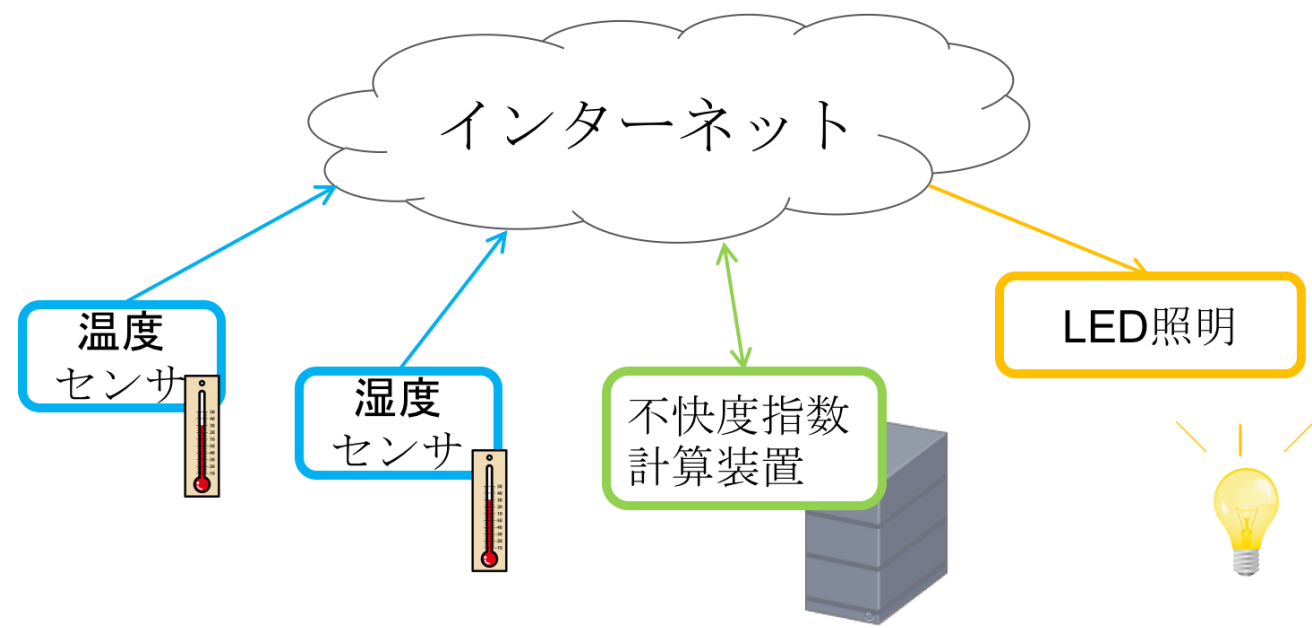 インターネット
温度
センサ
湿度
センサ
不快度指数
計算装置
LED照明